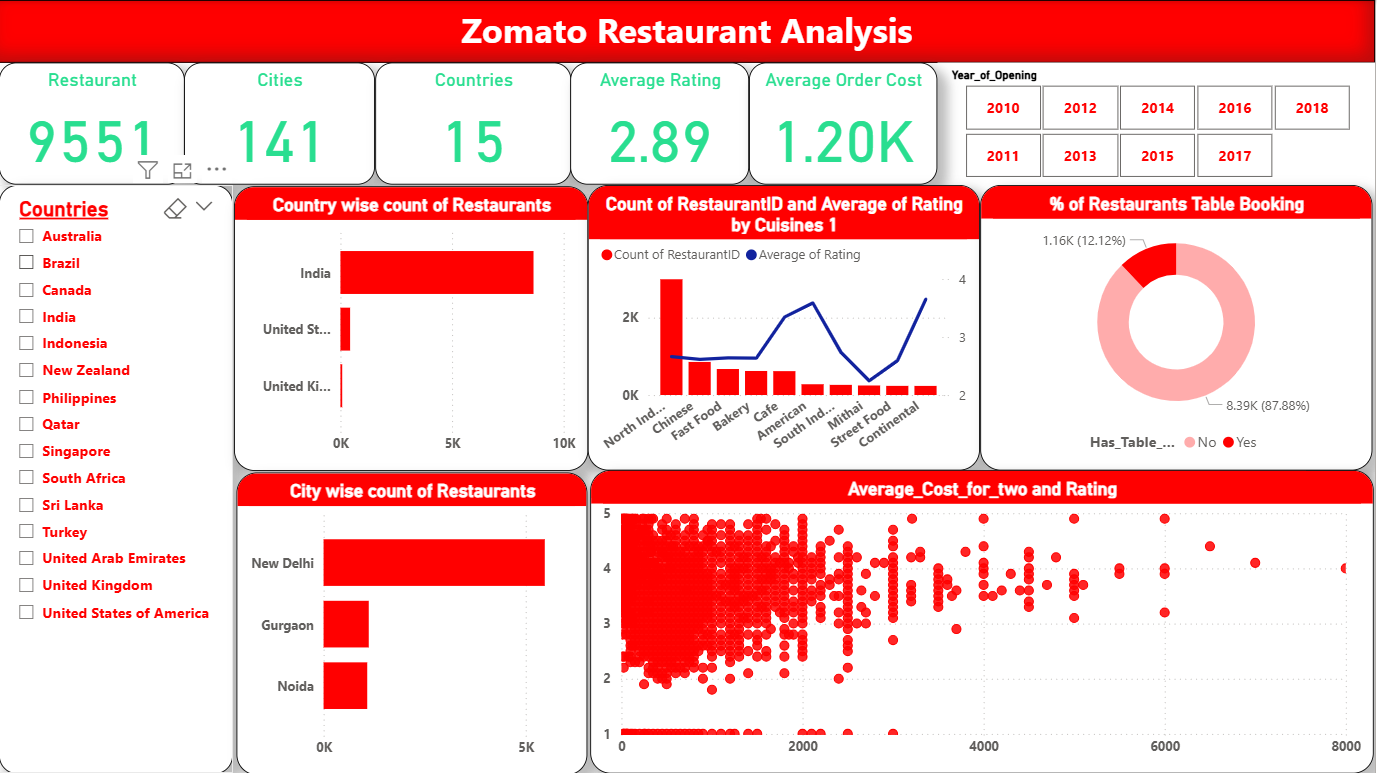 Zomato Restaurant Analysis
Restaurant
9551
Cities
141
Countries
15
Average Rating
2.89
Average Order Cost
1.20K
Year_of_Opening
2010
2012
2014
2016
2018
2011
2013
2015
2017
Countries
Australia
Brazil
Canada
India
Indonesia
New Zealand
Philippines
Qatar
Singapore
South Africa
Sri Lanka
Turkey
United Arab Emirates
United Kingdom
United States of America
Country wise count of Restaurants
India
United St...
United Ki...
0K
5K
10K
Count of RestaurantID and Average of Rating
by Cuisines 1
Count of RestaurantID
Average of Rating
2K
0K
4
3
2
North Ind...
Chinese
Fast Food
Bakery
Cafe
American
South Ind...
Mithai
Street Food
Continental
% of Restaurants Table Booking
1.16K (12.12%)
8.39K (87.88%)
Has_Table_...
No
Yes
City wise count of Restaurants
New Delhi
Gurgaon
Noida
0K
5K
Average_Cost_for_two and Rating
5
4
3
2
1
0
2000
4000
6000
8000